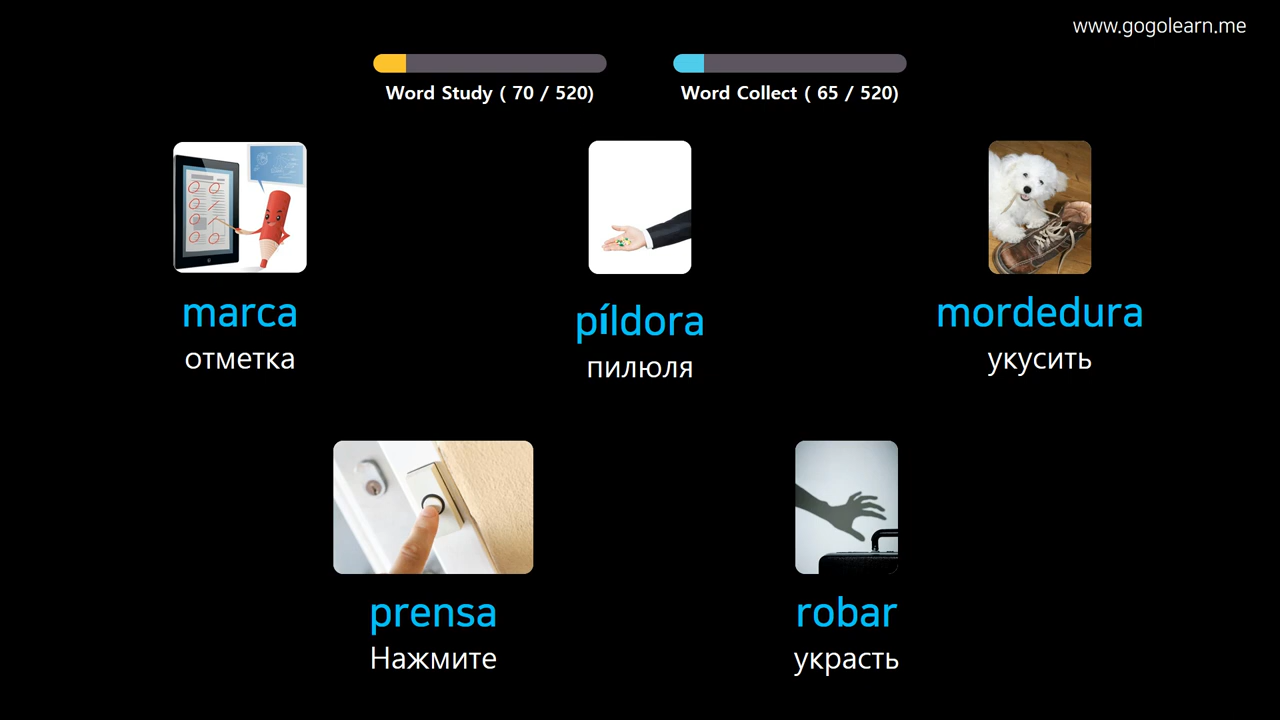 www.gogolearn.me
Word Study ( 70 / 520)
Word Collect ( 65 / 520)
marca
отметка
píldora
пилюля
mordedura
укусить
prensa
Нажмите
robar
украсть